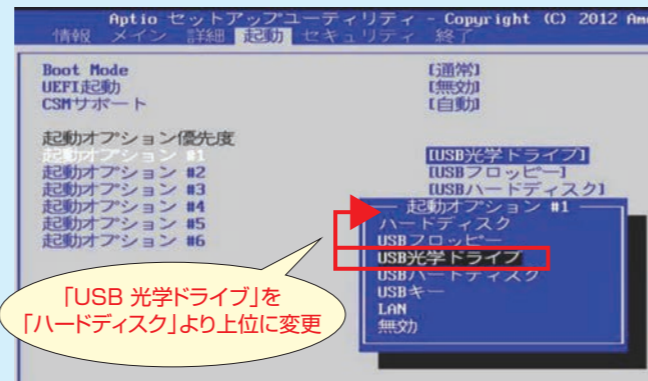 Aptio セットアップユーティリティ - Copyright (C) 2012 Ame
情報 メイン 詳細 起動 セキュリティ 終了
Boot Mode [通常]
UEFI起動 [無効]
CSMサポート [自動]
起動オプション優先度
起動オプション #1 [USB光学ドライブ]
起動オプション #2 [USBフロッピー]
起動オプション #3 [USBハードディスク]
起動オプション #4
起動オプション #5
起動オプション #6
起動オプション #1
ハードディスク
USBフロッピー
USB光学ドライブ
USBハードディスク
USBキー
LAN
無効
「USB 光学ドライブ」を
「ハードディスク」より上位に変更